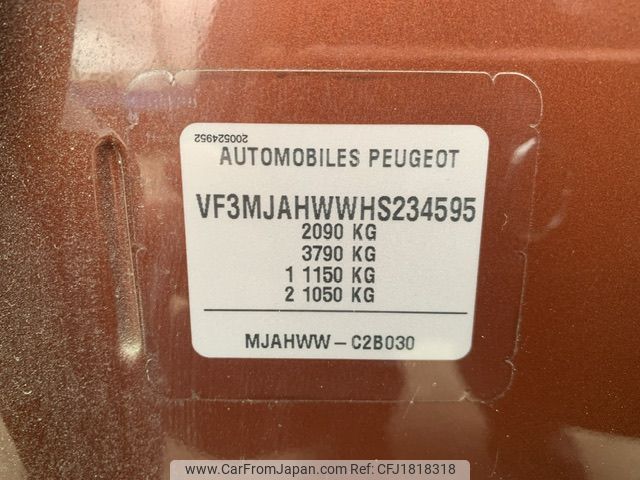 200524952
AUTOMOBILES PEUGEOT
VF3MJAHWWHS234595
2090 KG
3790 KG
1 1150 KG
2 1050 KG
MJAHWW-C2B030
www.CarFromJapan.com Ref:CFJ1818318